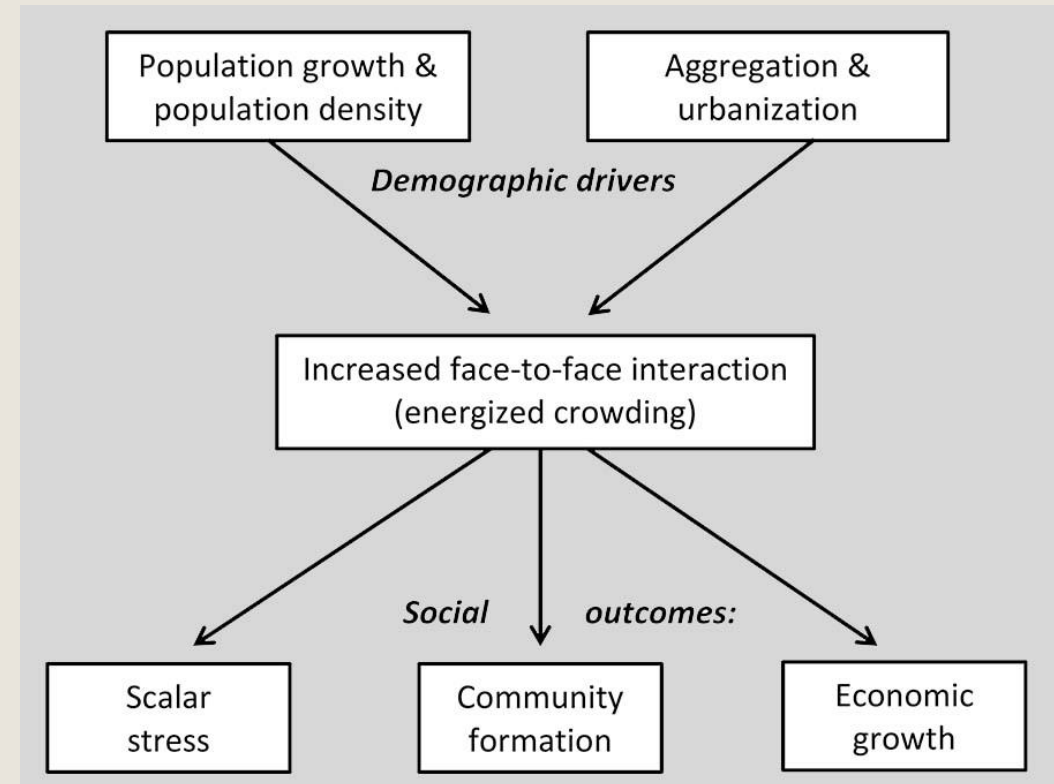 Population growth &
population density
Aggregation &
urbanization
Demographic drivers
Increased face-to-face interaction
(energized crowding)
Social outcomes:
Scalar
stress
Community
formation
Economic
growth